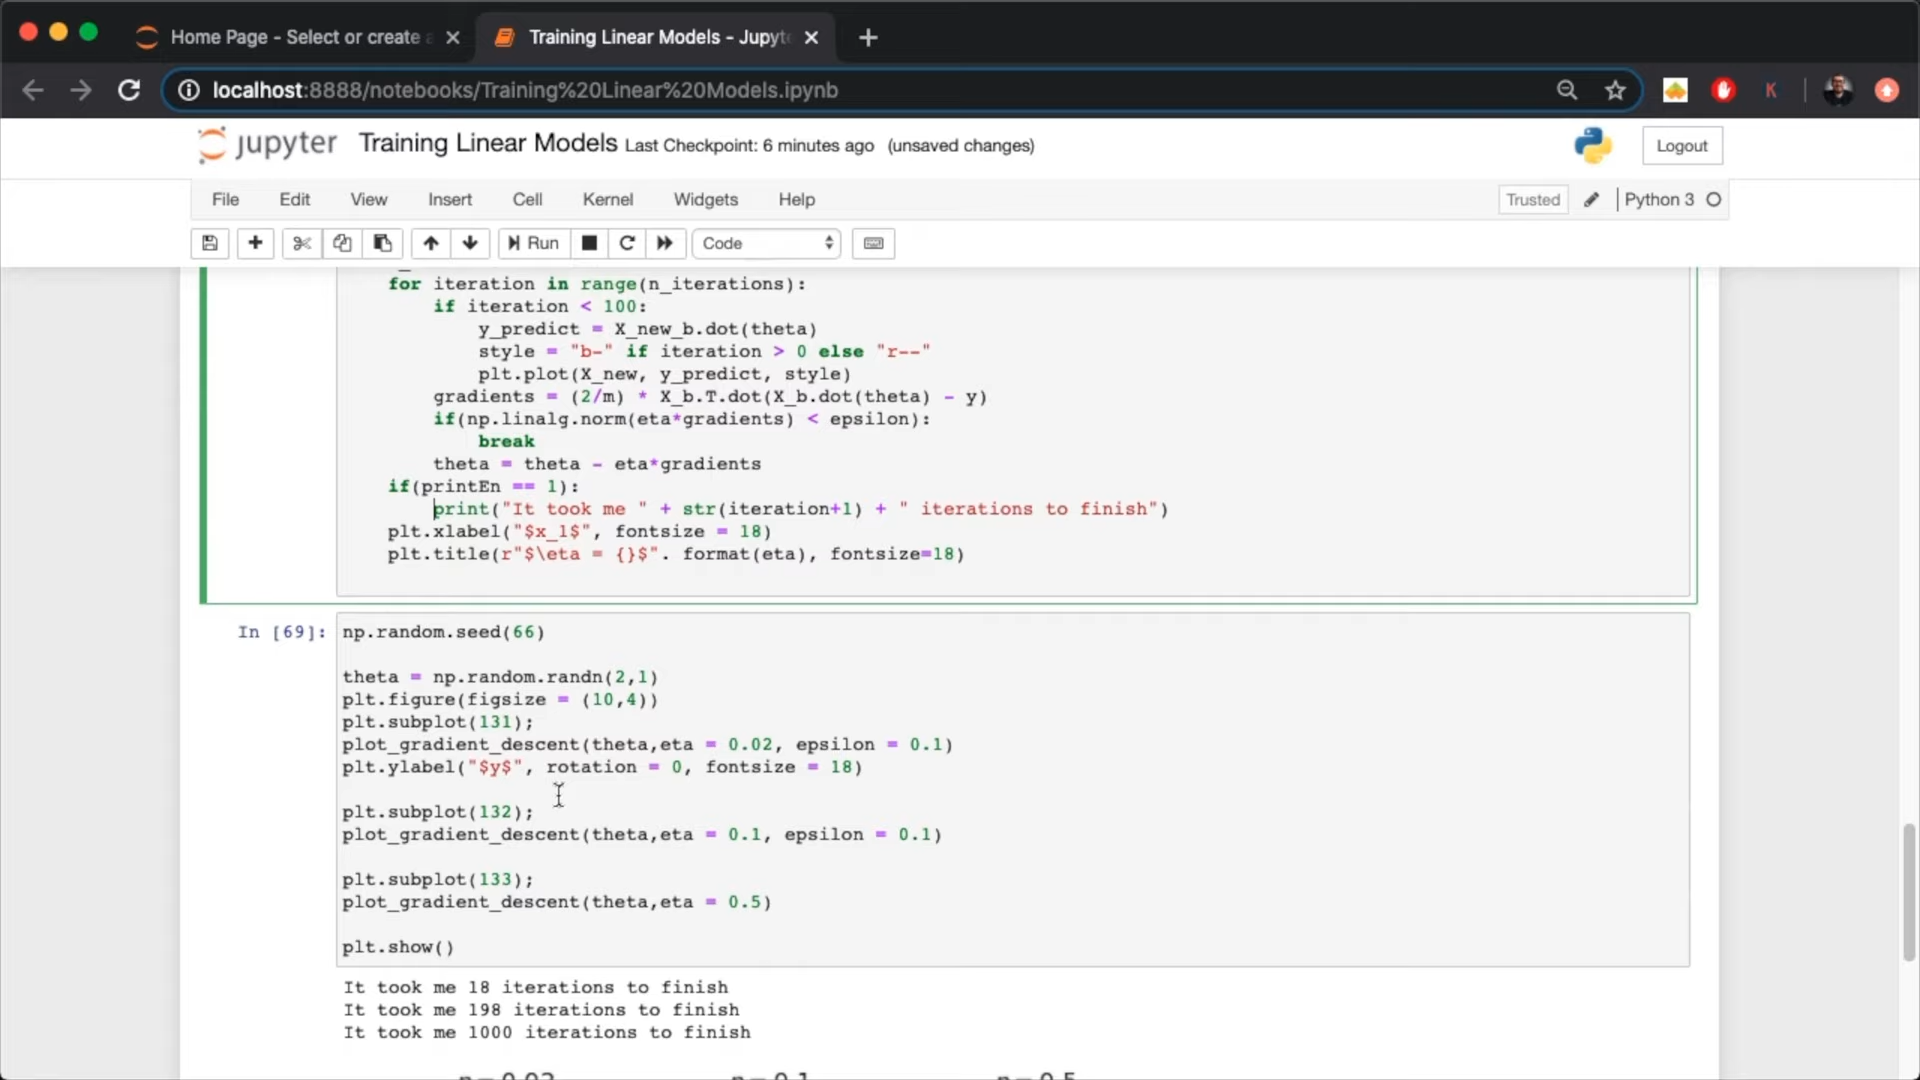 Home Page - Select or create a
Training Linear Models - Jupyte
localhost:8888/notebooks/Training%20Linear%20Models.ipynb
K
jupyter Training Linear Models Last Checkpoint: 6 minutes ago (unsaved changes)
Logout
File Edit View Insert Cell Kernel Widgets Help
Trusted Python 3
Run Code
for iteration in range(n_iterations):
if iteration < 100:
y_predict = X_new_b.dot(theta)
style = "b-" if iteration > 0 else "r--"
plt.plot(X_new, y_predict, style)
gradients = (2/m) * X_b.T.dot(X_b.dot(theta) - y)
if(np.linalg.norm(eta*gradients) < epsilon):
break
theta = theta - eta*gradients
if(printEn == 1):
print("It took me " + str(iteration+1) + " iterations to finish")
plt.xlabel("$x_1$", fontsize = 18)
plt.title(r"$\eta = {}$". format(eta), fontsize=18)
In [69]: np.random.seed(66)
theta = np.random.randn(2,1)
plt.figure(figsize = (10,4))
plt.subplot(131);
plot_gradient_descent(theta,eta = 0.02, epsilon = 0.1)
plt.ylabel("$y$", rotation = 0, fontsize = 18)
plt.subplot(132);
plot_gradient_descent(theta,eta = 0.1, epsilon = 0.1)
plt.subplot(133);
plot_gradient_descent(theta,eta = 0.5)
plt.show()
It took me 18 iterations to finish
It took me 198 iterations to finish
It took me 1000 iterations to finish
η = 0.02 η = 0.1 η = 0.5